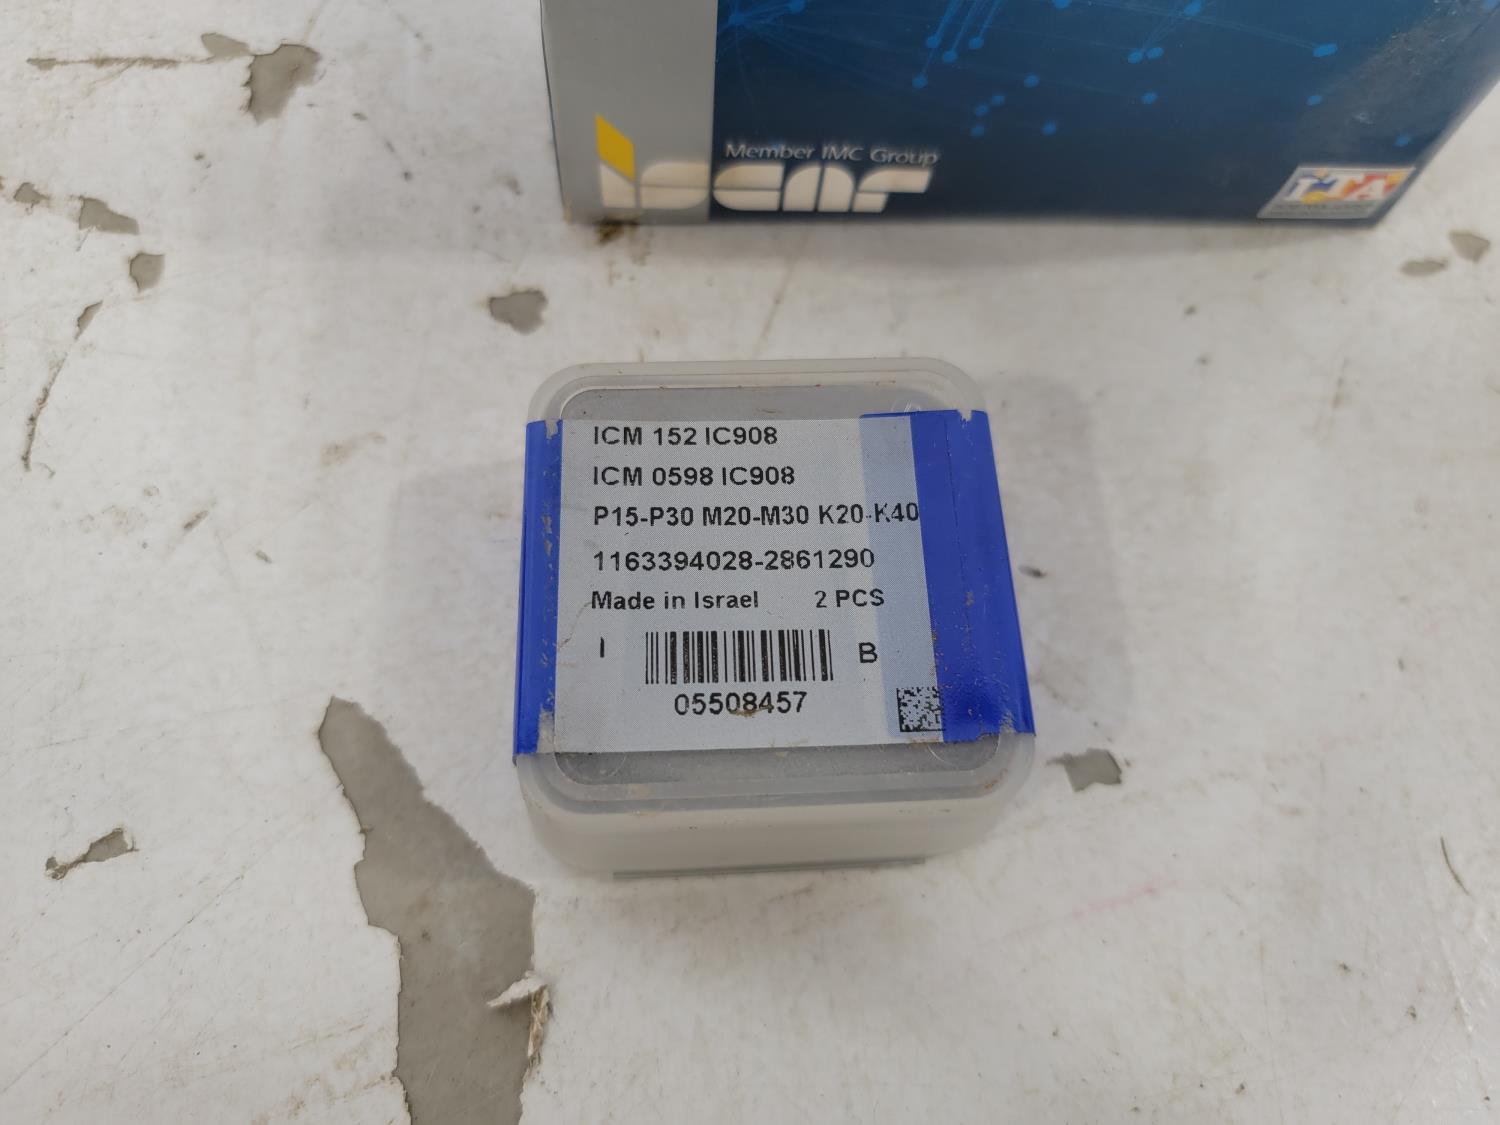 Member IMC Group
iscar
LTA
ICM 152 IC908
ICM 0598 IC908
P15-P30 M20-M30 K20-K40
1163394028-2861290
Made in Israel 2 PCS
I B
05508457